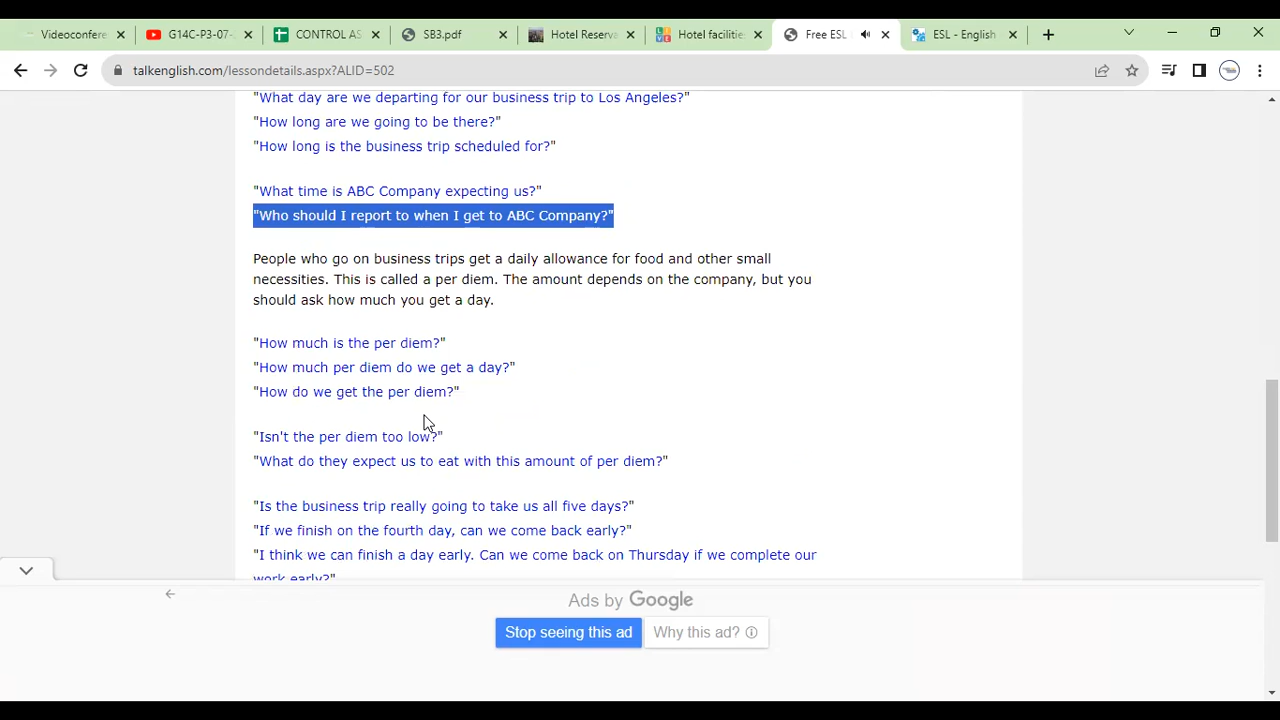 Videoconfere
G14C-P3-07-
CONTROL AS
SB3.pdf
Hotel Reserva
Hotel facilitie
Free ESL
ESL - English
talkenglish.com/lessondetails.aspx?ALID=502
"What day are we departing for our business trip to Los Angeles?"
"How long are we going to be there?"
"How long is the business trip scheduled for?"
"What time is ABC Company expecting us?"
"Who should I report to when I get to ABC Company?"
People who go on business trips get a daily allowance for food and other small
necessities. This is called a per diem. The amount depends on the company, but you
should ask how much you get a day.
"How much is the per diem?"
"How much per diem do we get a day?"
"How do we get the per diem?"
"Isn't the per diem too low?"
"What do they expect us to eat with this amount of per diem?"
"Is the business trip really going to take us all five days?"
"If we finish on the fourth day, can we come back early?"
"I think we can finish a day early. Can we come back on Thursday if we complete our
work early?"
Ads by Google
Stop seeing this ad
Why this ad?